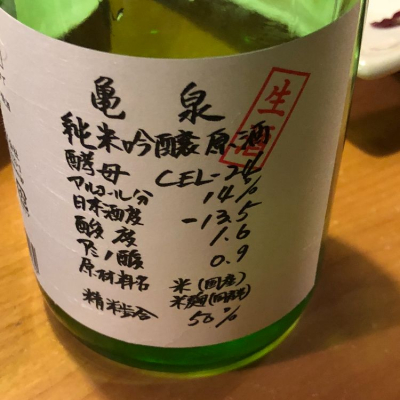 亀泉
生酒
純米吟醸原酒
酵母 CEL-24
アルコール分 14%
日本酒度 -13.5
酸度 1.6
アミノ酸 0.9
原材料名 米(国産)
米麹(国産米)
精米歩合 50%